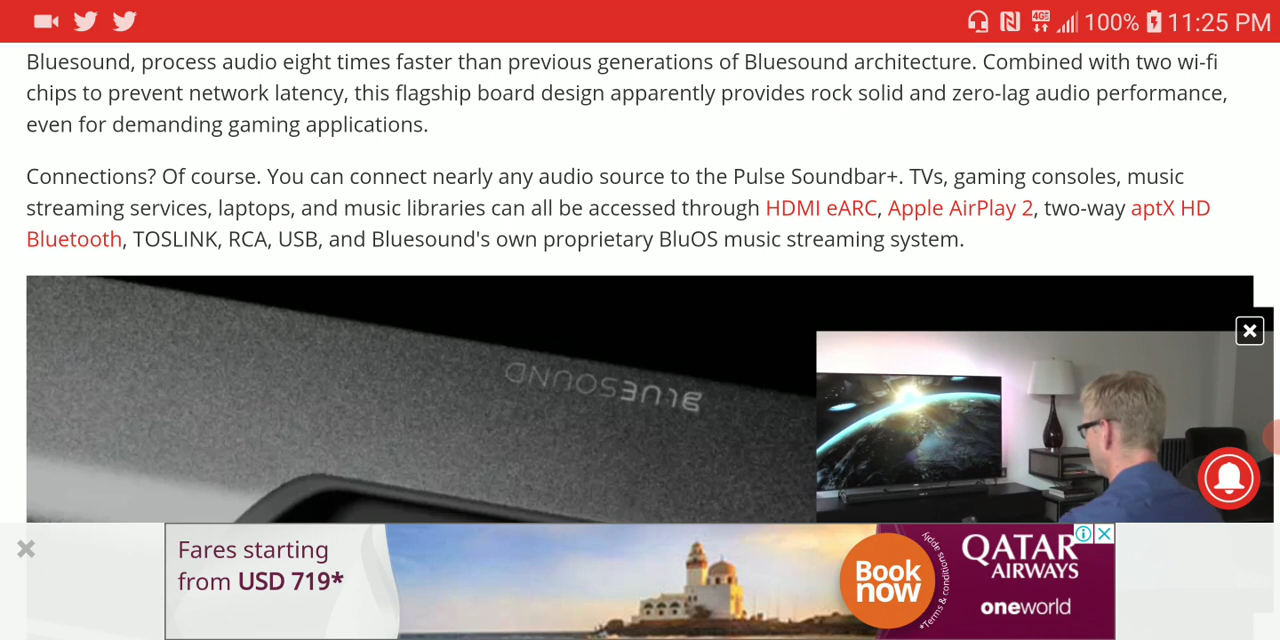 4GE 100% 11:25 PM
Bluesound, process audio eight times faster than previous generations of Bluesound architecture. Combined with two wi-fi
chips to prevent network latency, this flagship board design apparently provides rock solid and zero-lag audio performance,
even for demanding gaming applications.
Connections? Of course. You can connect nearly any audio source to the Pulse Soundbar+. TVs, gaming consoles, music
streaming services, laptops, and music libraries can all be accessed through HDMI eARC, Apple AirPlay 2, two-way aptX HD
Bluetooth, TOSLINK, RCA, USB, and Bluesound's own proprietary BluOS music streaming system.
BLUESOUND
Fares starting
from USD 719*
Book
now
*Terms & conditions apply
QATAR
AIRWAYS
oneworld